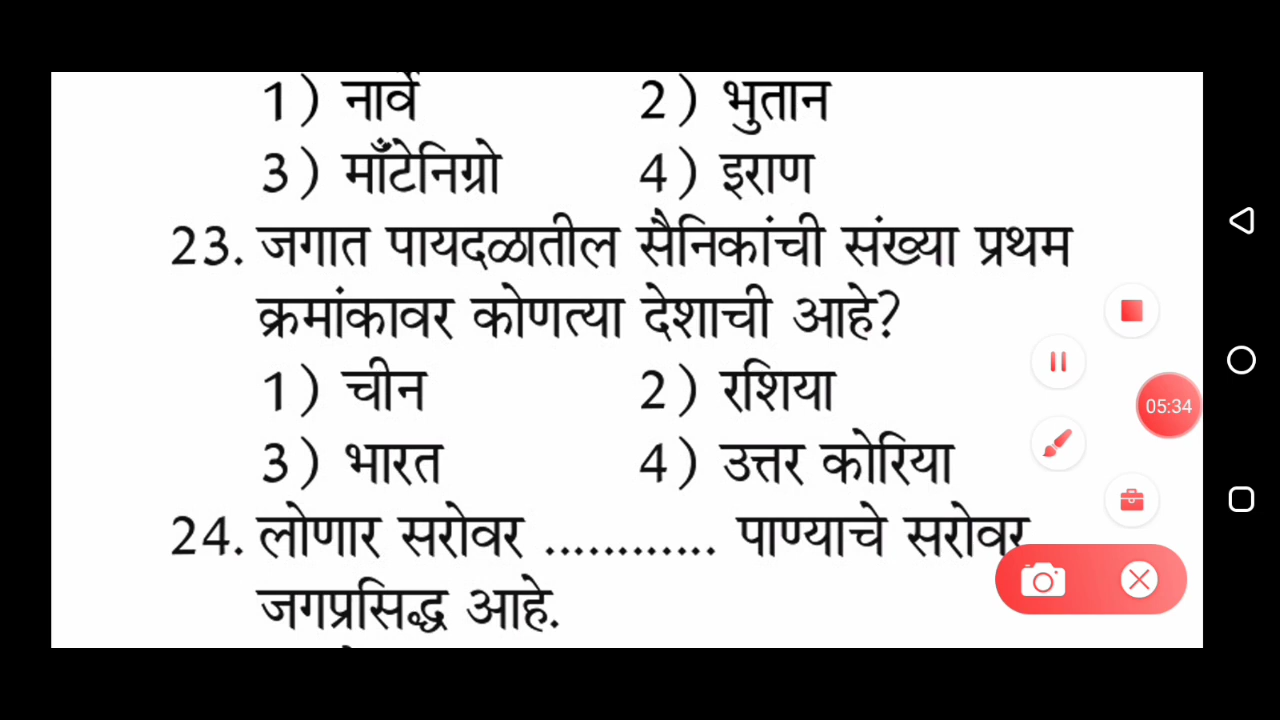 1) नार्वे 2) भुतान
3) माँटेनिग्रो 4) इराण
23. जगात पायदळातील सैनिकांची संख्या प्रथम
क्रमांकावर कोणत्या देशाची आहे?
1) चीन 2) रशिया
3) भारत 4) उत्तर कोरिया
24. लोणार सरोवर ............ पाण्याचे सरोवर
जगप्रसिद्ध आहे.
05:34